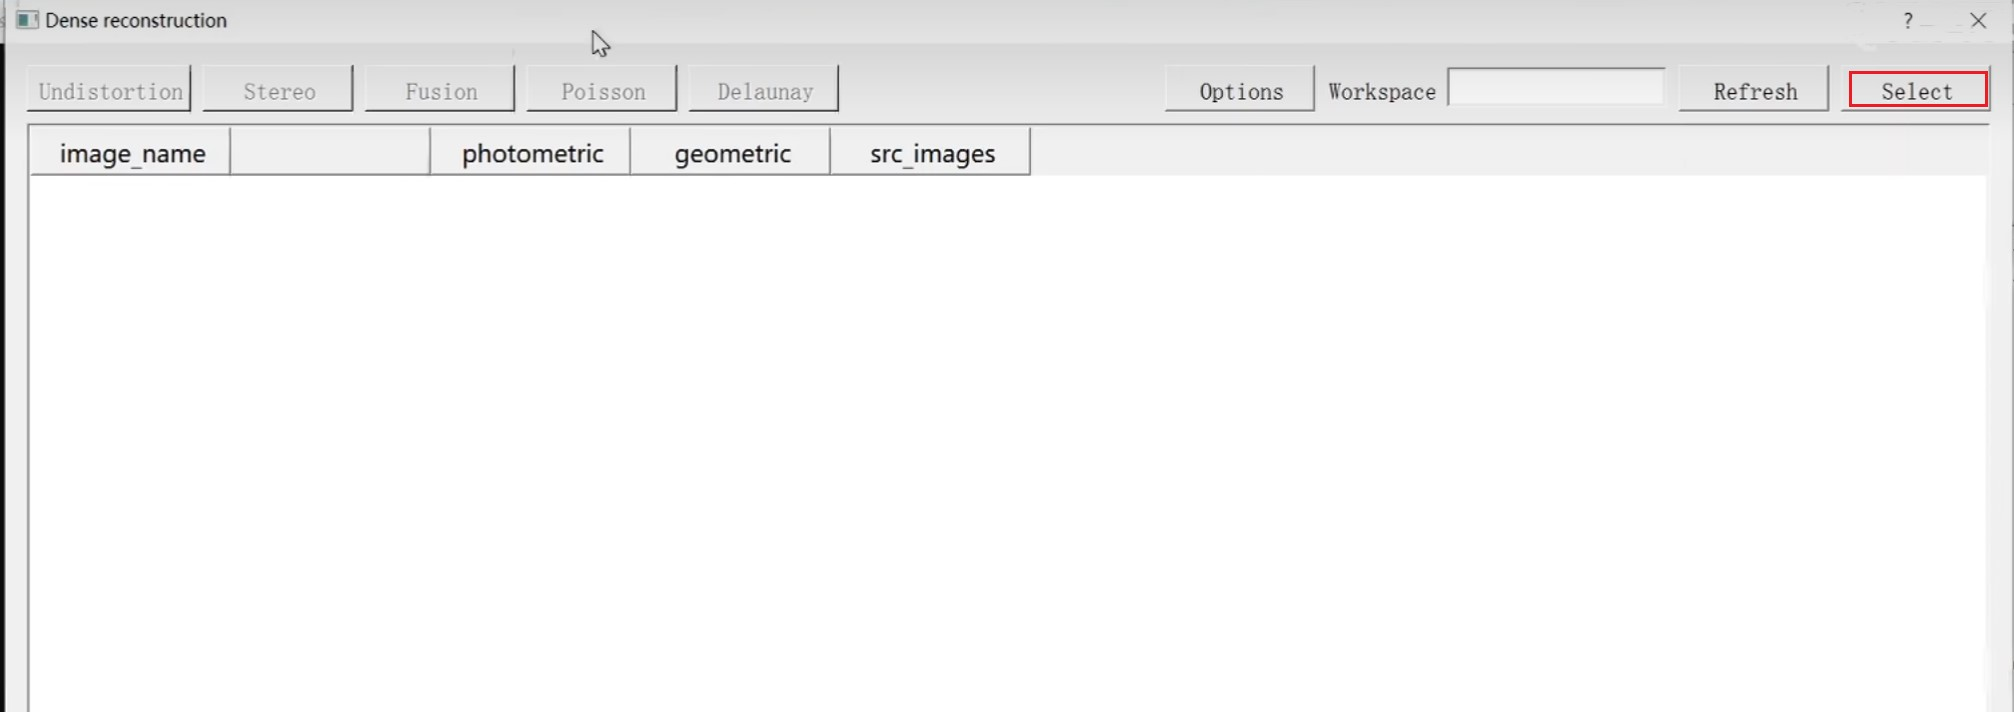 Dense reconstruction ?
Undistortion Stereo Fusion Poisson Delaunay Options Workspace Refresh Select
image_name photometric geometric src_images